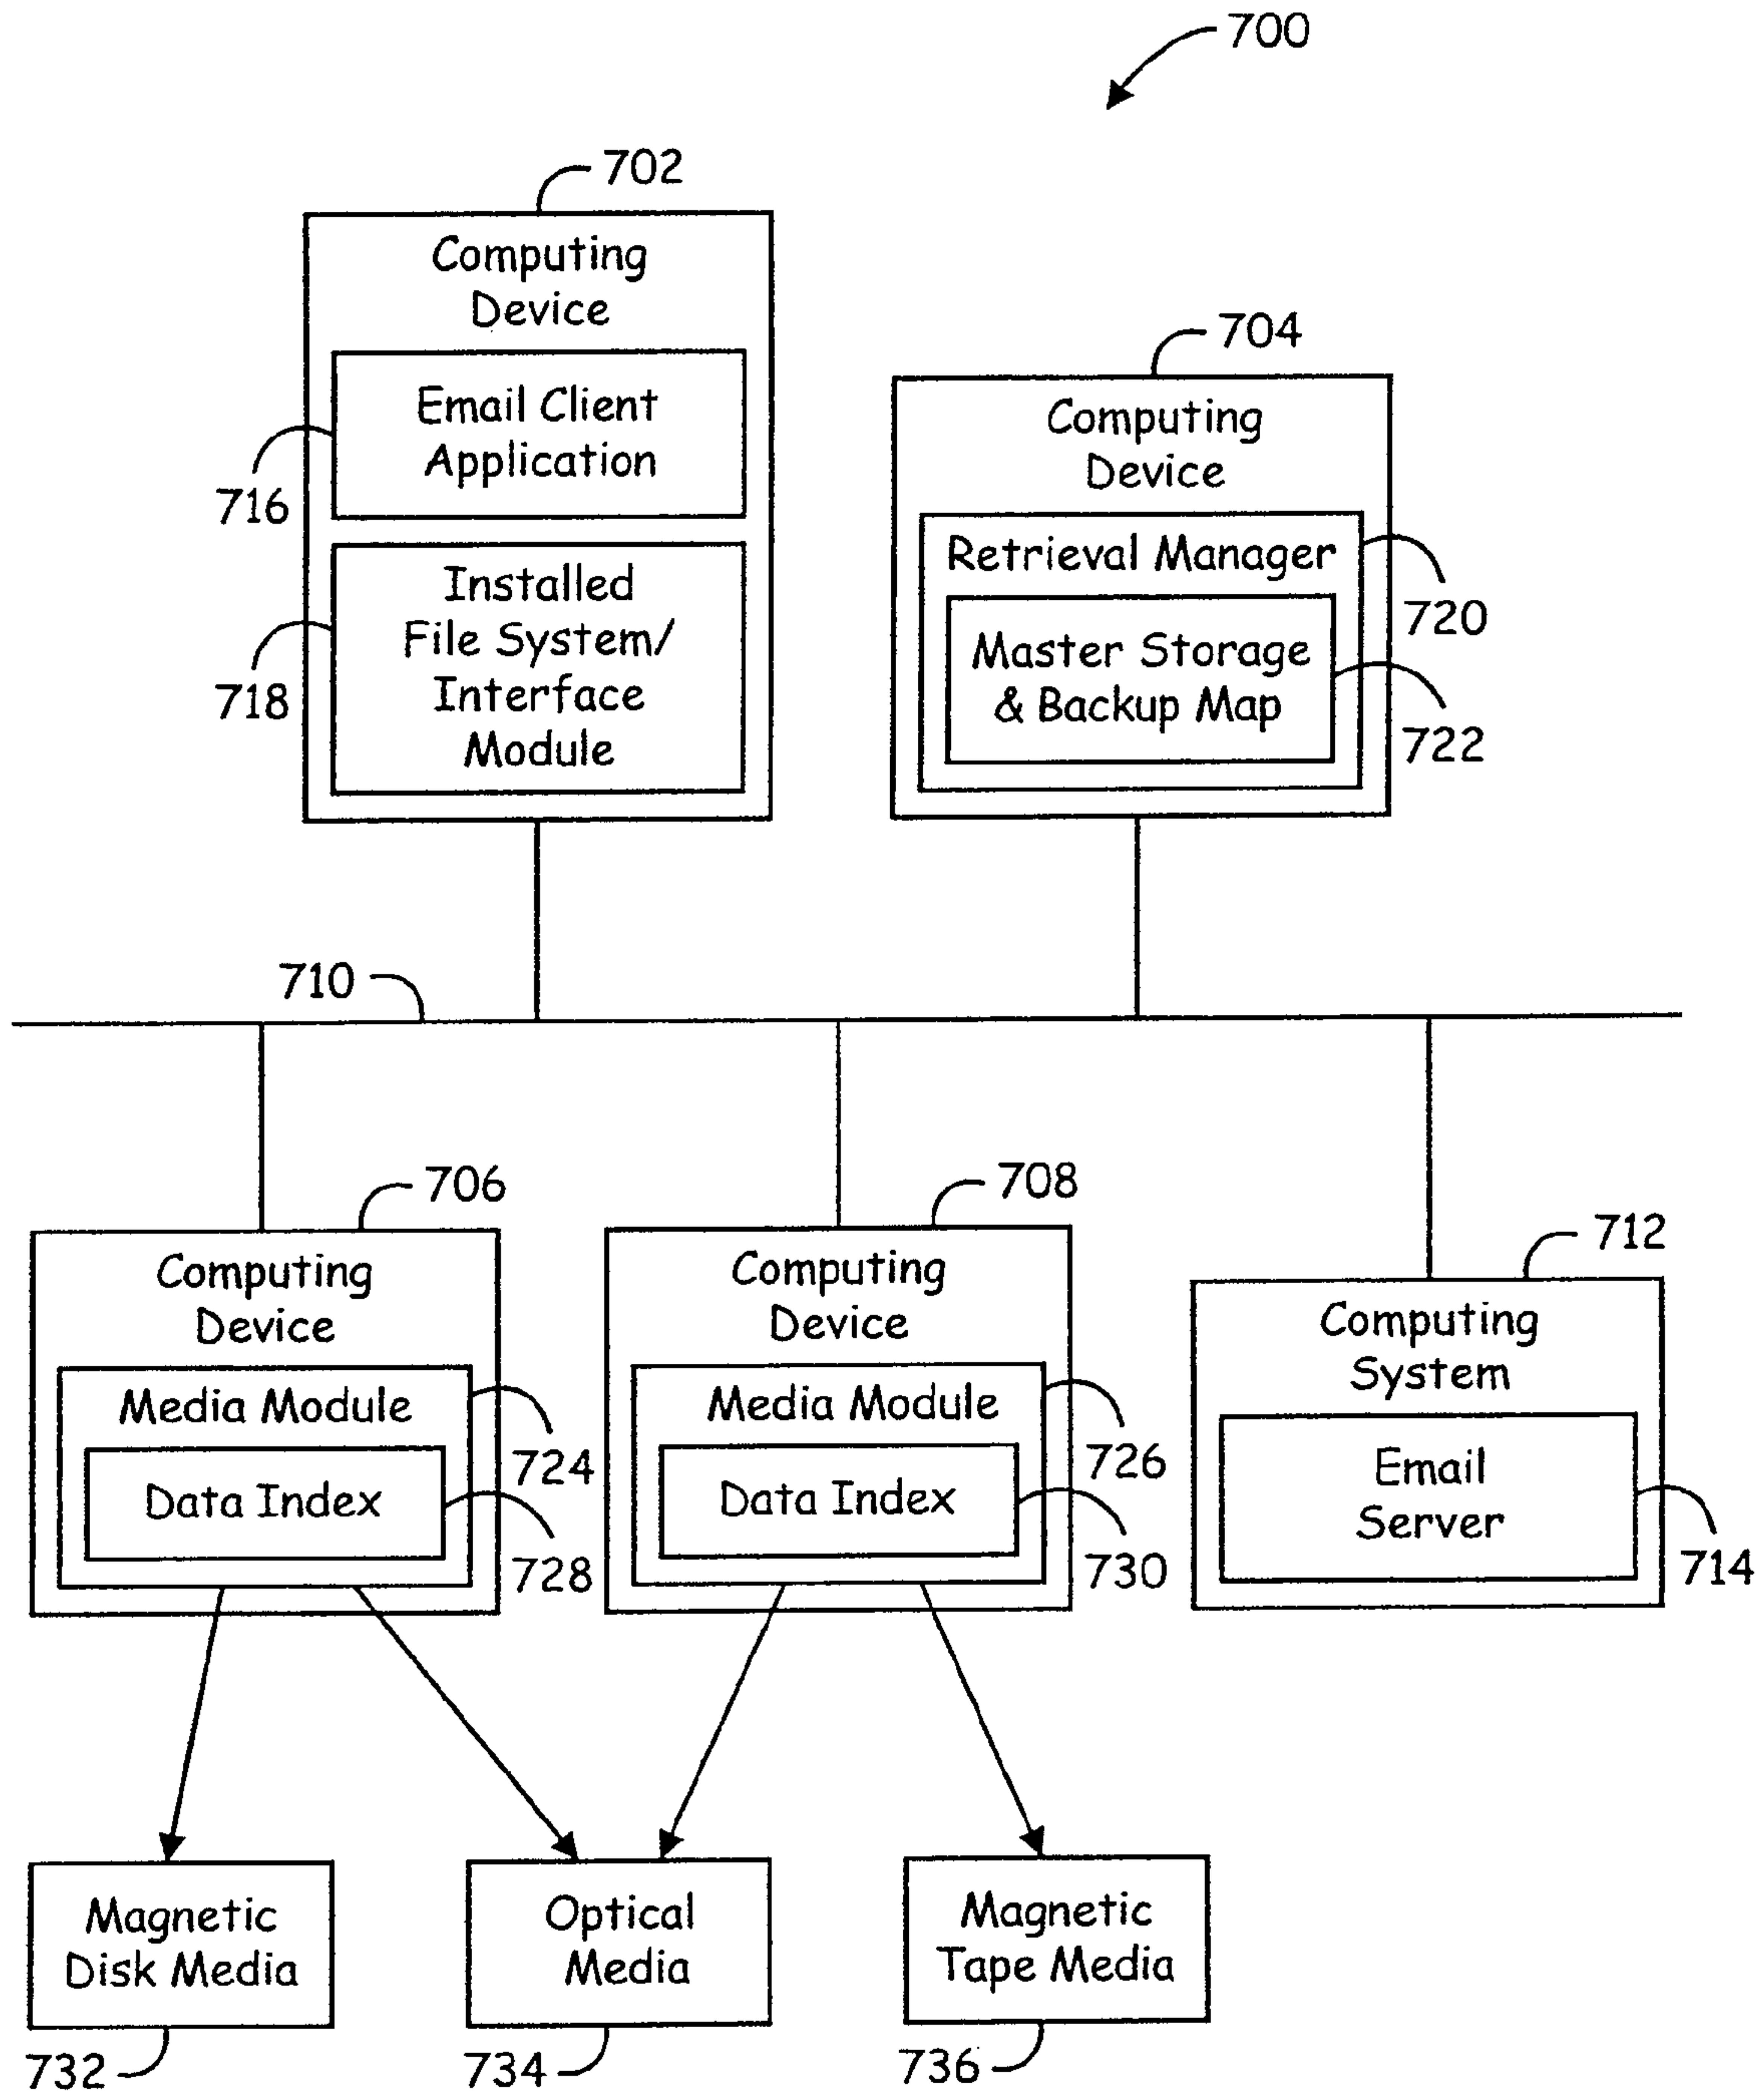 700
702
Computing
Device
Email Client
Application
716
Installed
File System/
Interface
Module
718
704
Computing
Device
Retrieval Manager
720
Master Storage
& Backup Map
722
710
706
Computing
Device
Media Module
724
Data Index
728
708
Computing
Device
Media Module
726
Data Index
730
712
Computing
System
Email
Server
714
Magnetic
Disk Media
732
Optical
Media
734
Magnetic
Tape Media
736